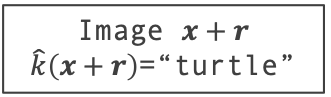 Image x + r
k̂(x + r)=“turtle”